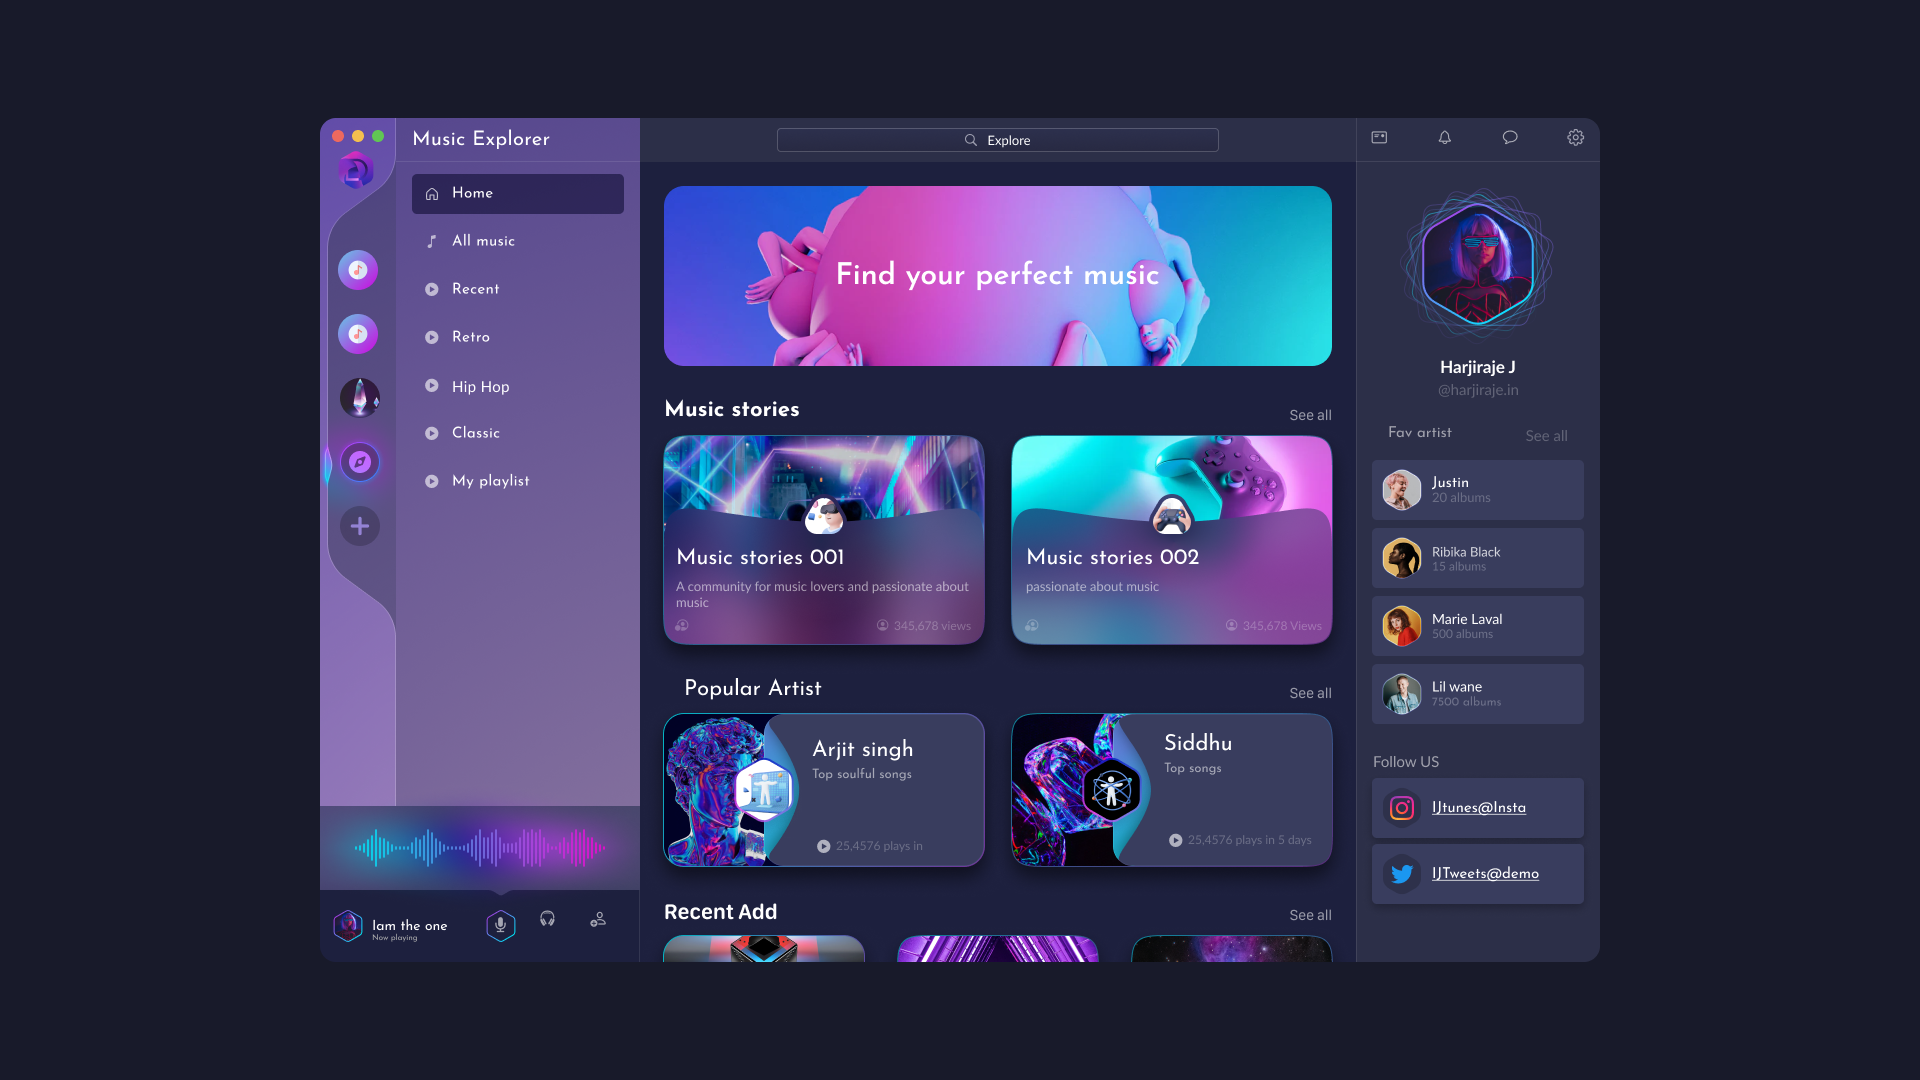 Music Explorer
Home
All music
Recent
Retro
Hip Hop
Classic
My playlist
Iam the one
Now playing
Explore
Find your perfect music
Music stories
See all
Music stories 001
A community for music lovers and passionate about
music
345,678 views
Music stories 002
passionate about music
345,678 Views
Popular Artist
See all
Arjit singh
Top soulful songs
25,4576 plays in
Siddhu
Top songs
25,4576 plays in 5 days
Recent Add
See all
Harjiraje J
@harjiraje.in
Fav artist
See all
Justin
20 albums
Ribika Black
15 albums
Marie Laval
500 albums
Lil wane
7500 albums
Follow US
IJtunes@Insta
IJTweets@demo